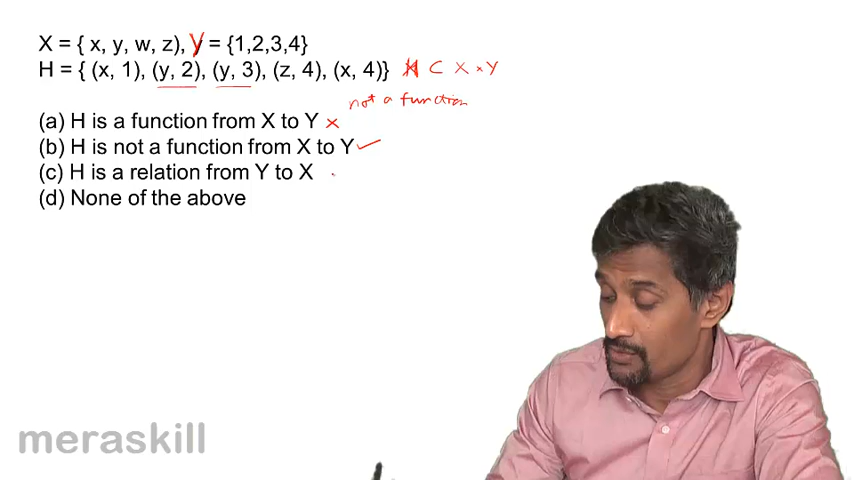 X = { x, y, w, z), Y = {1,2,3,4}
H = { (x, 1), (y, 2), (y, 3), (z, 4), (x, 4)} H ⊂ X × Y
not a function
(a) H is a function from X to Y ×
(b) H is not a function from X to Y ✓
(c) H is a relation from Y to X
(d) None of the above
meraskill